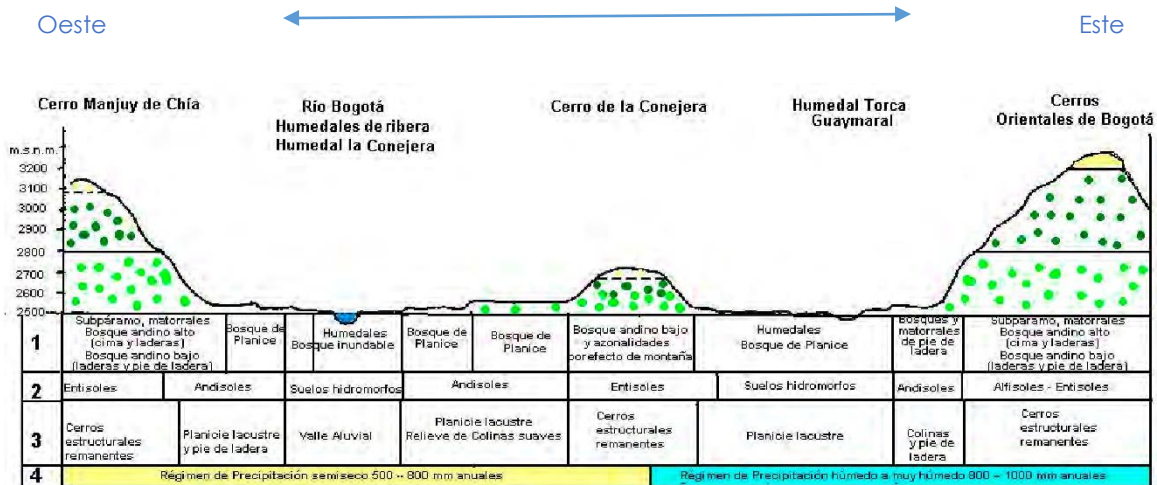 Oeste
Este
Cerro Manjuy de Chía
Río Bogotá
Humedales de ribera
Humedal la Conejera
Cerro de la Conejera
Humedal Torca
Guaymaral
Cerros
Orientales de Bogotá
m.s.n.m.
3200
3100
3000
2900
2800
2700
2600
2500
1
Subpáramo, matorrales
Bosque andino alto
(cima y laderas)
Bosque andino bajo
(laderas y pie de ladera)
Bosque de
Planice
Humedales
Bosque inundable
Bosque de
Planice
Bosque de
Planice
Bosque andino bajo
y azonalidades
porefecto de montaña
Humedales
Bosque de Planice
Bosques y
matorrales
de pie de
ladera
Subpáramo, matorrales
Bosque andino alto
(cima y laderas)
Bosque andino bajo
(laderas y pie de ladera)
2
Entisoles
Andisoles
Suelos hidromorfos
Andisoles
Entisoles
Suelos hidromorfos
Andisoles
Alfisoles - Entisoles
3
Cerros
estructurales
remanentes
Planicie lacustre
y pie de ladera
Valle Aluvial
Planicie lacustre
Relieve de Colinas suaves
Cerros
estructurales
remanentes
Planicie lacustre
Colinas
y pie de
ladera
Cerros
estructurales
remanentes
4
Régimen de Precipitación semiseco 500 -- 800 mm anuales
Régimen de Precipitación húmedo a muy húmedo 800 – 1000 mm anuales